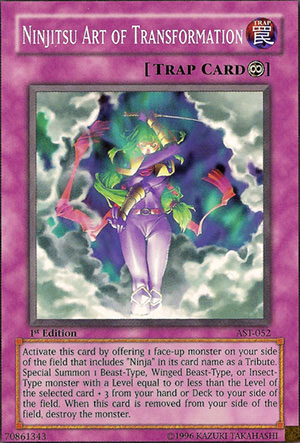 Ninjitsu Art of Transformation
TRAP
罠
[ Trap Card ]
1st Edition
AST-052
Activate this card by offering 1 face-up monster on your side
of the field that includes "Ninja" in its card name as a Tribute.
Special Summon 1 Beast-Type, Winged Beast-Type, or Insect-
Type monster with a Level equal to or less than the Level of
the selected card + 3 from your hand or Deck to your side of
the field. When this card is removed from your side of the
field, destroy the monster.
70861343
©1996 KAZUKI TAKAHASHI